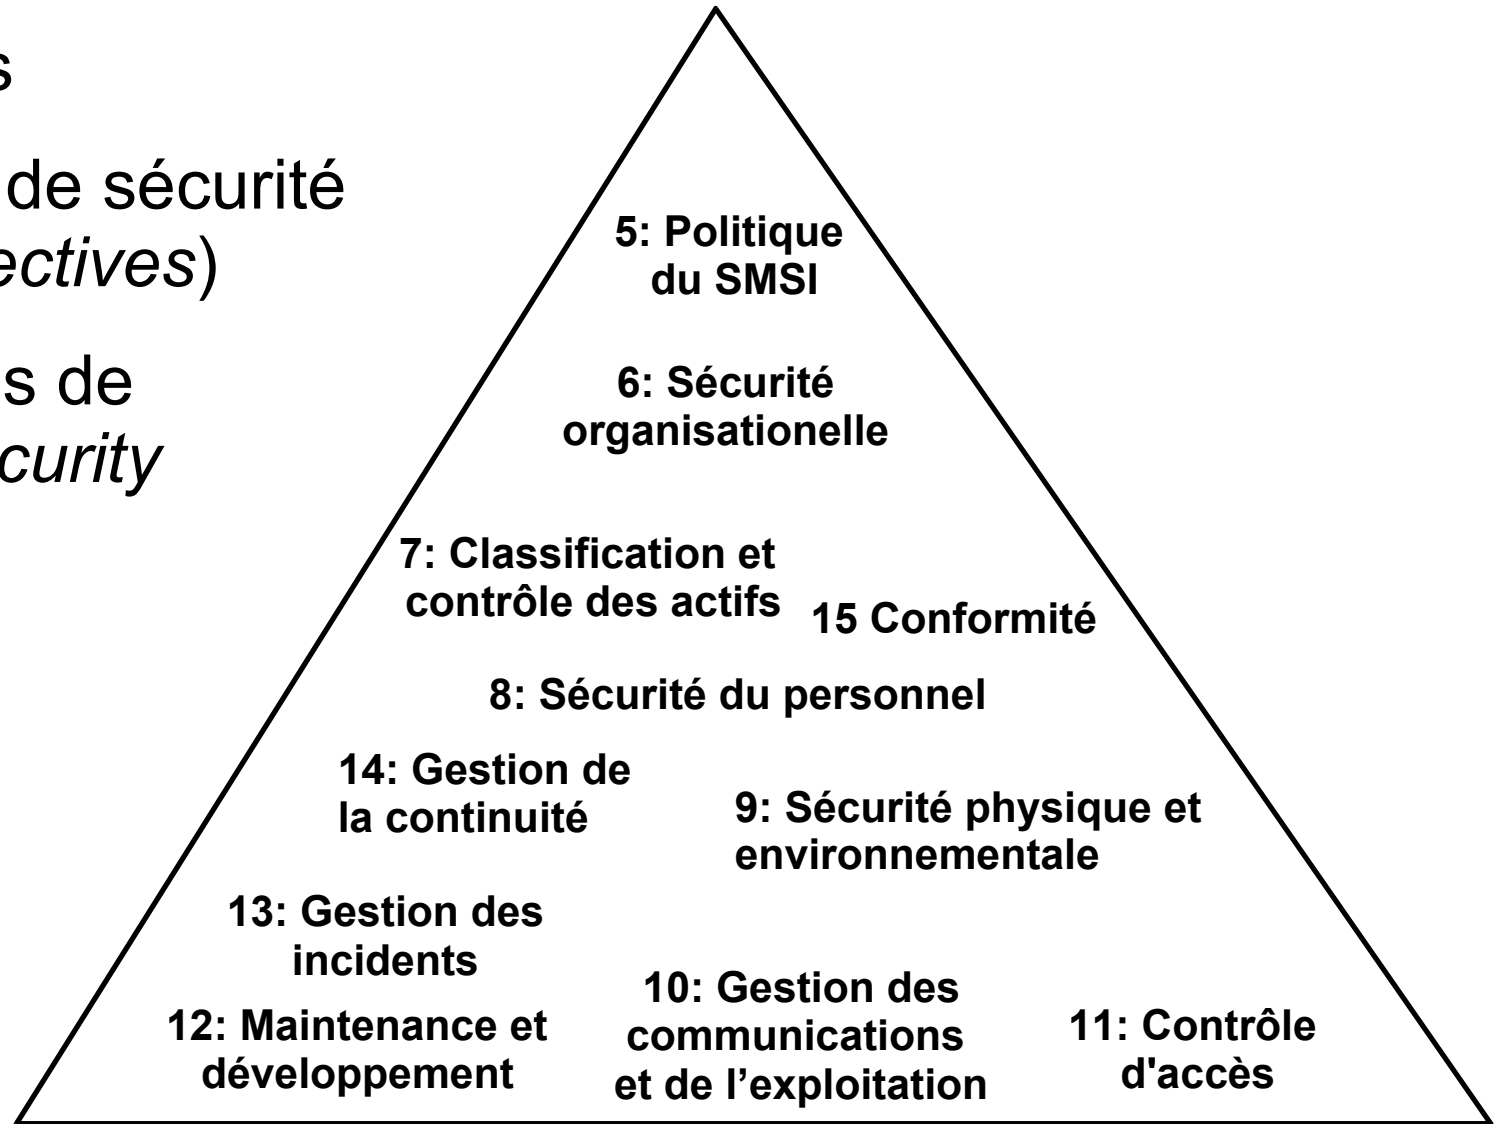 s
de sécurité
ectives)
s de
curity
5: Politique
du SMSI
6: Sécurité
organisationelle
7: Classification et
contrôle des actifs
15 Conformité
8: Sécurité du personnel
14: Gestion de
la continuité
9: Sécurité physique et
environnementale
13: Gestion des
incidents
10: Gestion des
communications
et de l’exploitation
12: Maintenance et
développement
11: Contrôle
d'accès